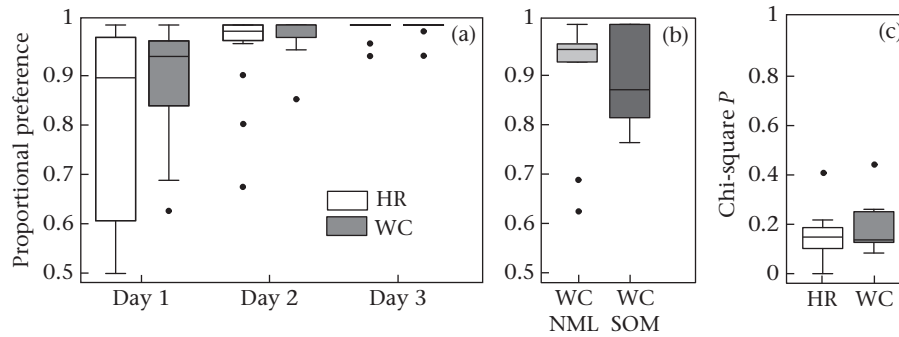 1
0.9
0.8
0.7
0.6
0.5
Proportional preference
(a)
HR
WC
Day 1
Day 2
Day 3
1
0.9
0.8
0.7
0.6
0.5
(b)
WC
NML
WC
SOM
1
0.8
0.6
0.4
0.2
0
Chi-square P
(c)
HR
WC